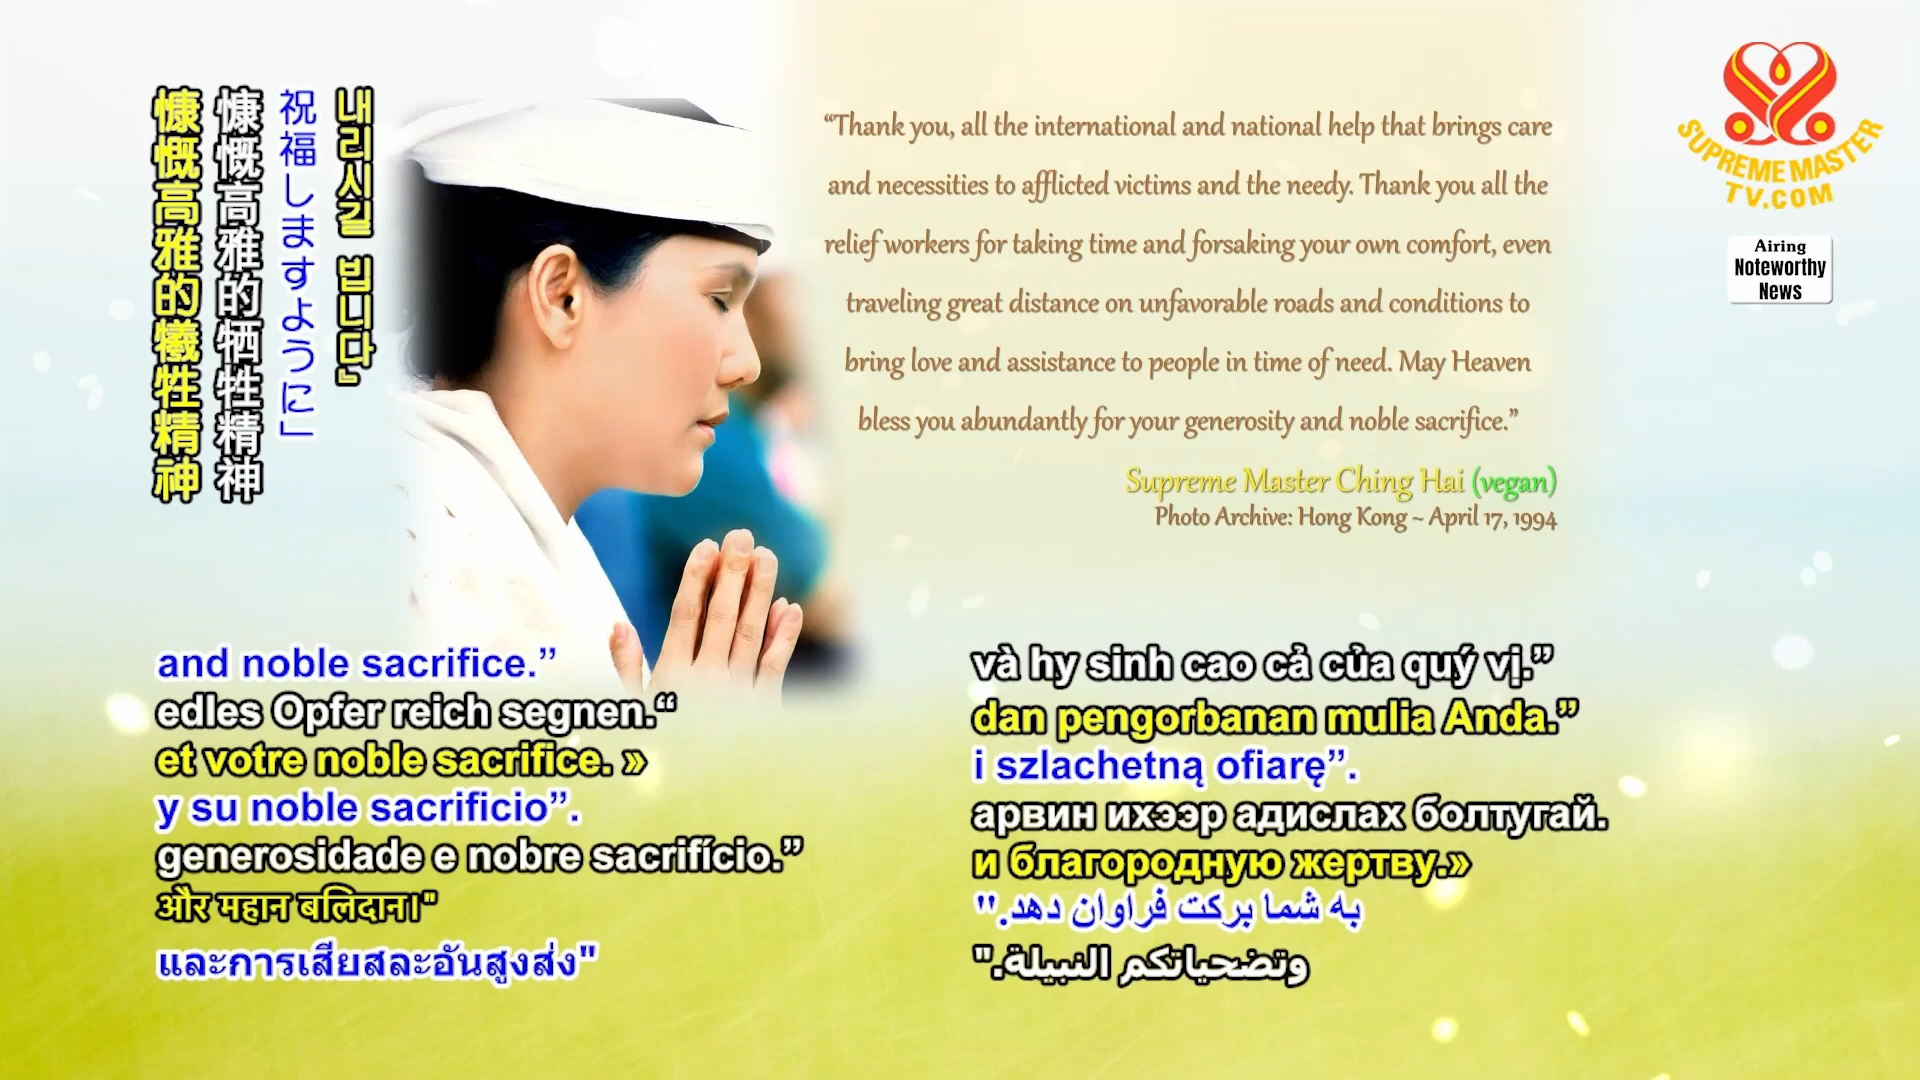 내리시길 빕니다』
祝福しますように」
慷慨高雅的牺牲精神
慷慨高雅的犧牲精神
“Thank you, all the international and national help that brings care
and necessities to afflicted victims and the needy. Thank you all the
relief workers for taking time and forsaking your own comfort, even
traveling great distance on unfavorable roads and conditions to
bring love and assistance to people in time of need. May Heaven
bless you abundantly for your generosity and noble sacrifice.”
Supreme Master Ching Hai (vegan)
Photo Archive: Hong Kong ~ April 17, 1994
SUPREME MASTER
TV.COM
Airing
Noteworthy
News
and noble sacrifice.”
edles Opfer reich segnen.“
et votre noble sacrifice. »
y su noble sacrificio”.
generosidade e nobre sacrifício.”
और महान बलिदान।"
และการเสียสละอันสูงส่ง"
và hy sinh cao cả của quý vị.”
dan pengorbanan mulia Anda.”
i szlachetną ofiarę”.
арвин ихээр адислах болтугай.
и благородную жертву.»
به شما برکت فراوان دهد."
وتضحياتكم النبيلة."